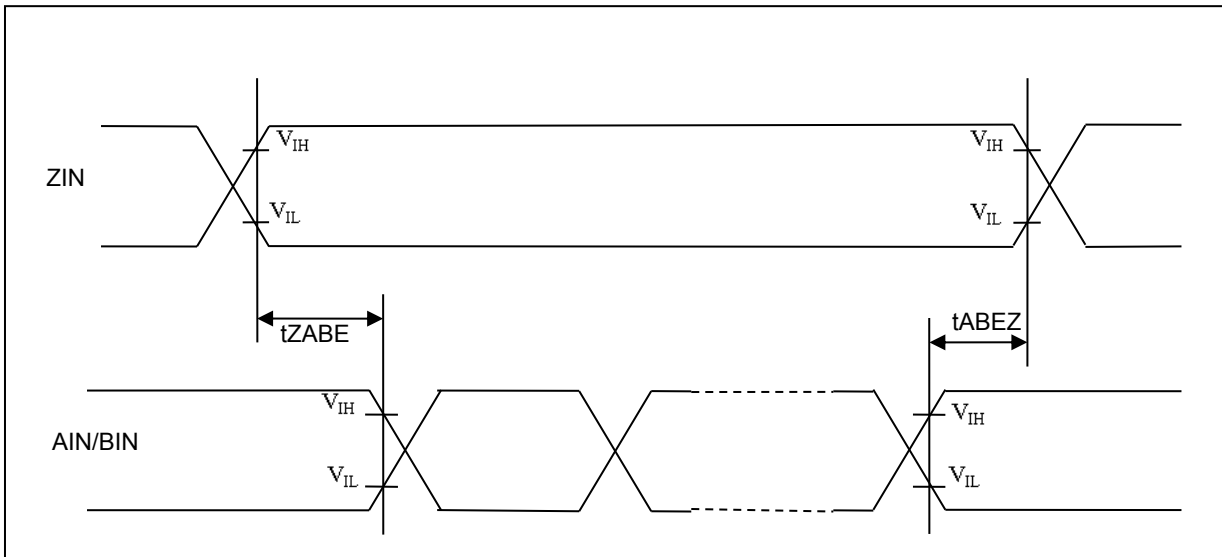 V_IH
V_IH
ZIN
V_IL
V_IL
tZABE
tABEZ
V_IH
V_IH
AIN/BIN
V_IL
V_IL